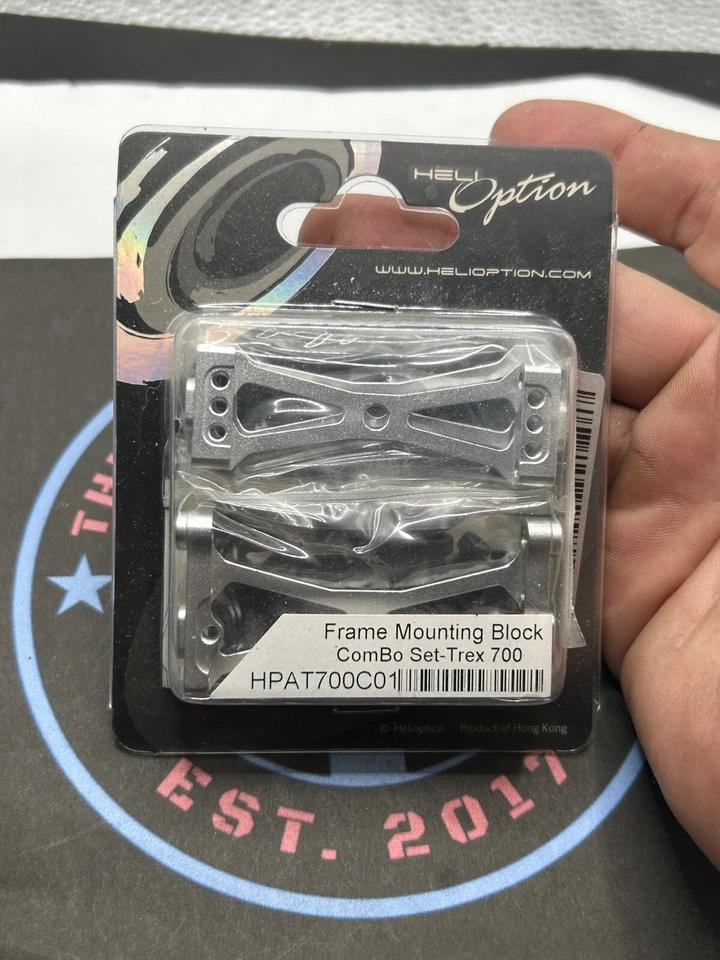 HELI
Option
WWW.HELIOPTION.COM
TH
Frame Mounting Block
ComBo Set-Trex 700
HPAT700C01
© Helioption Product of Hong Kong
EST. 2017